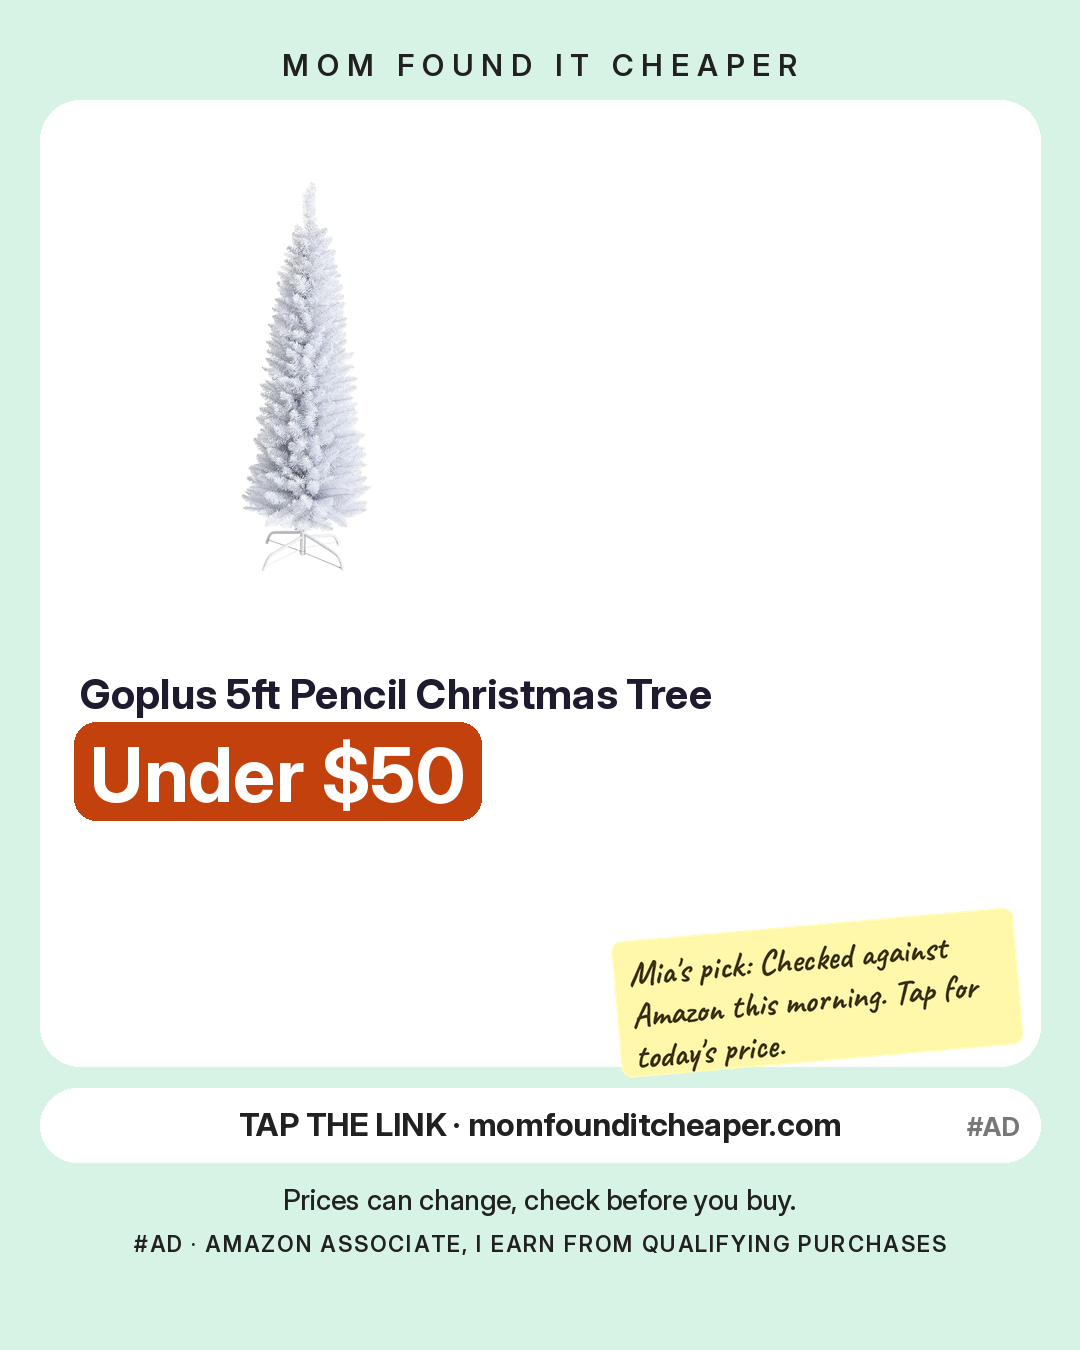 MOM FOUND IT CHEAPER
Goplus 5ft Pencil Christmas Tree
Under $50
Mia's pick: Checked against
Amazon this morning. Tap for
today's price.
TAP THE LINK · momfounditcheaper.com
#AD
Prices can change, check before you buy.
#AD · AMAZON ASSOCIATE, I EARN FROM QUALIFYING PURCHASES